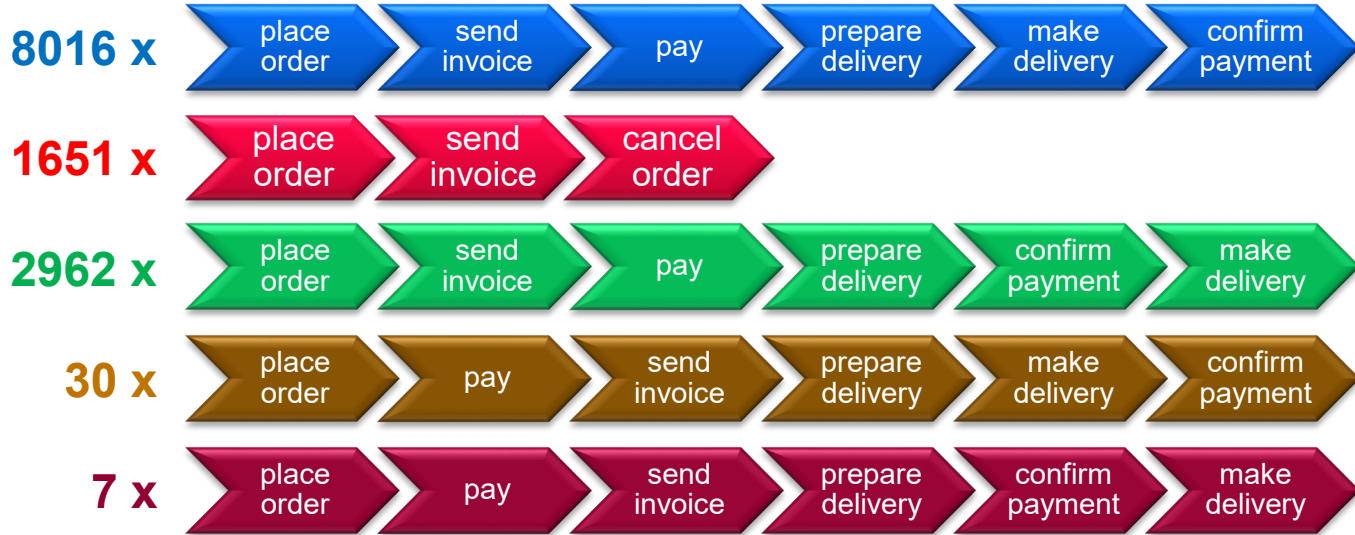 8016 x
place
order
send
invoice
pay
prepare
delivery
make
delivery
confirm
payment
1651 x
place
order
send
invoice
cancel
order
2962 x
place
order
send
invoice
pay
prepare
delivery
confirm
payment
make
delivery
30 x
place
order
pay
send
invoice
prepare
delivery
make
delivery
confirm
payment
7 x
place
order
pay
send
invoice
prepare
delivery
confirm
payment
make
delivery